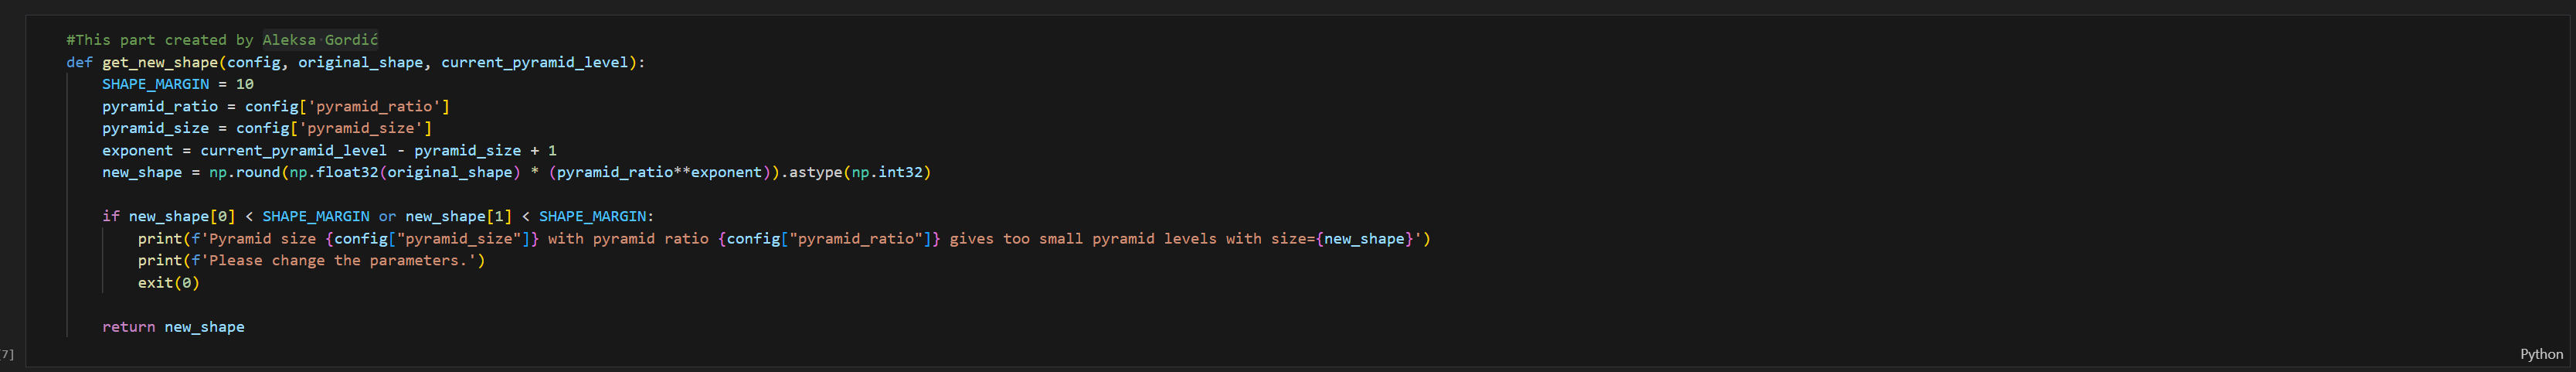 #This part created by Aleksa Gordić
def get_new_shape(config, original_shape, current_pyramid_level):
    SHAPE_MARGIN = 10
    pyramid_ratio = config['pyramid_ratio']
    pyramid_size = config['pyramid_size']
    exponent = current_pyramid_level - pyramid_size + 1
    new_shape = np.round(np.float32(original_shape) * (pyramid_ratio**exponent)).astype(np.int32)

    if new_shape[0] < SHAPE_MARGIN or new_shape[1] < SHAPE_MARGIN:
        print(f'Pyramid size {config["pyramid_size"]} with pyramid ratio {config["pyramid_ratio"]} gives too small pyramid levels with size={new_shape}')
        print(f'Please change the parameters.')
        exit(0)

    return new_shape
7]
Python